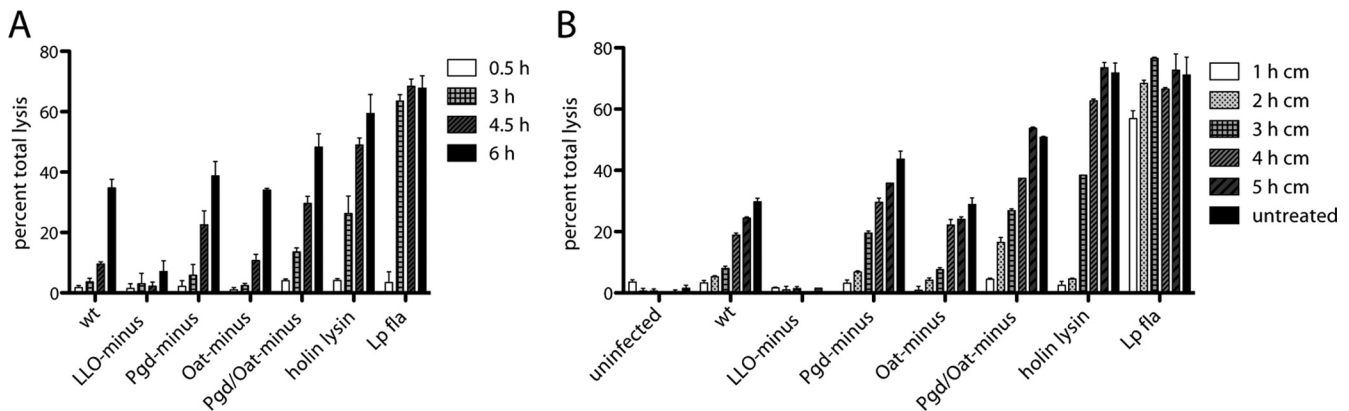 A
percent total lysis
80
60
40
20
0
0.5 h
3 h
4.5 h
6 h
wt
LLO-minus
Pgd-minus
Oat-minus
Pgd/Oat-minus
holin lysin
Lp fla
B
percent total lysis
80
60
40
20
0
1 h cm
2 h cm
3 h cm
4 h cm
5 h cm
untreated
uninfected
wt
LLO-minus
Pgd-minus
Oat-minus
Pgd/Oat-minus
holin lysin
Lp fla